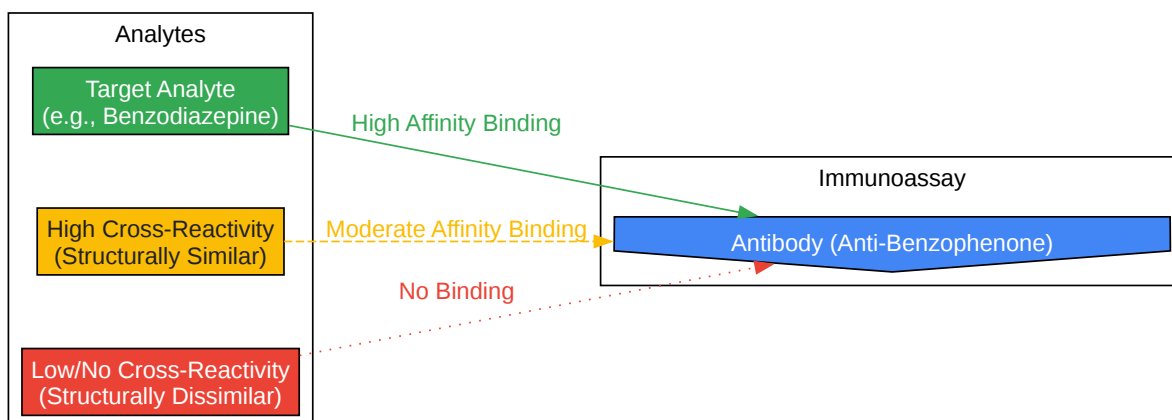 Analytes
Target Analyte
(e.g., Benzodiazepine)
High Affinity Binding
Immunoassay
High Cross-Reactivity
(Structurally Similar)
Moderate Affinity Binding
Antibody (Anti-Benzophenone)
No Binding
Low/No Cross-Reactivity
(Structurally Dissimilar)